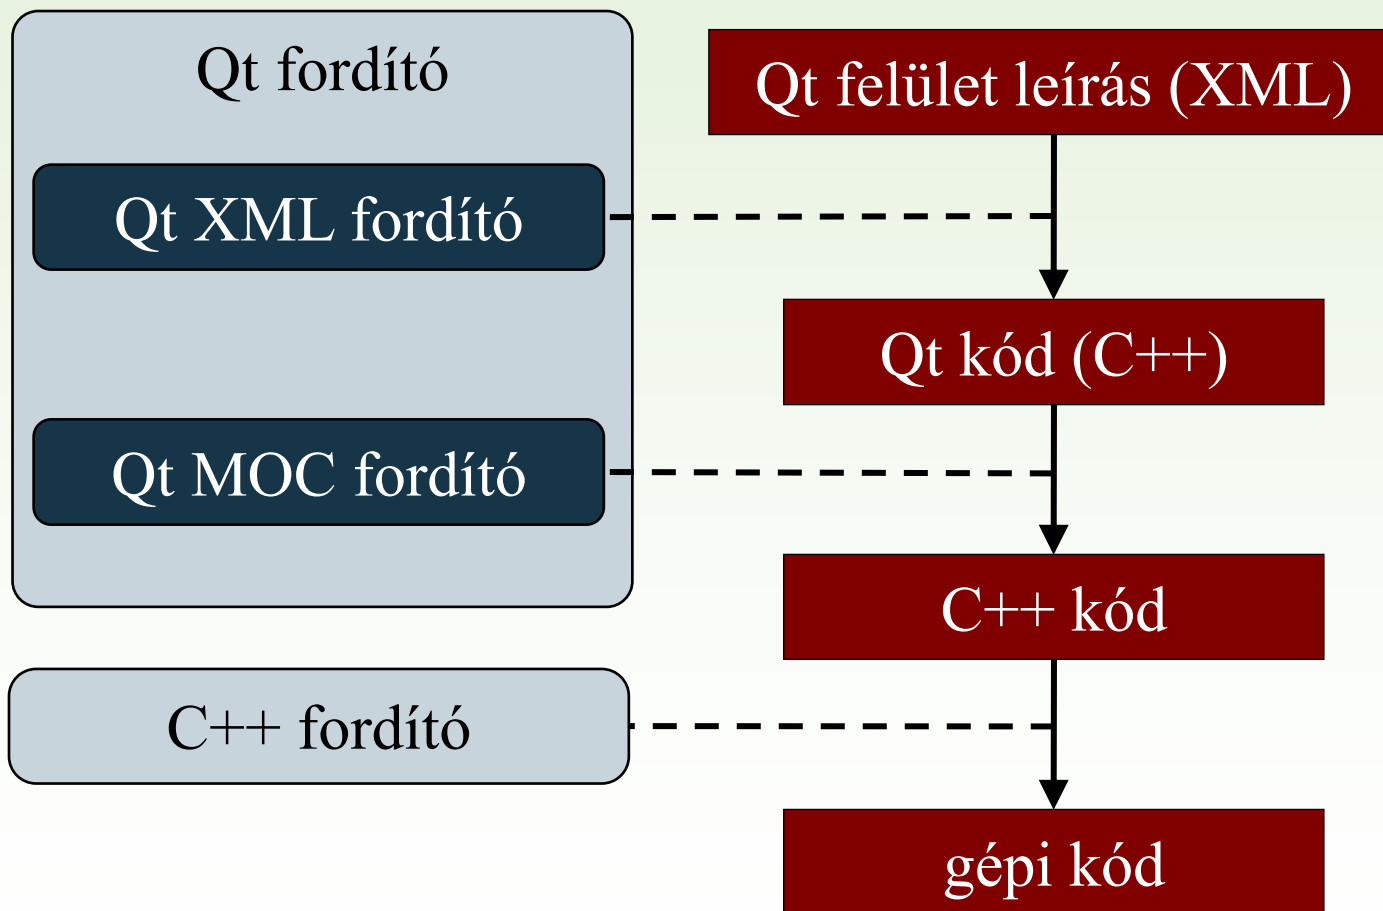 Qt fordító
Qt XML fordító
Qt MOC fordító
C++ fordító
Qt felület leírás (XML)
Qt kód (C++)
C++ kód
gépi kód